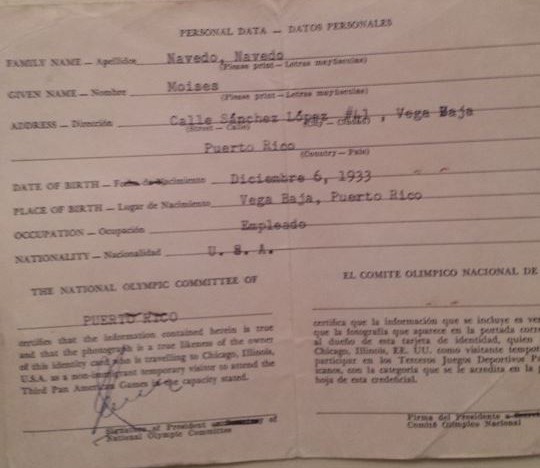 PERSONAL DATA — DATOS PERSONALES
FAMILY NAME — Apellidos Navedo, Navedo
(Please print — Letras mayúsculas)
GIVEN NAME — Nombre Moises
(Please print — Letras mayúsculas)
ADDRESS — Dirección Calle Sánchez López #41, Vega Baja
(Street — Calle) (City — Ciudad)
Puerto Rico
(Country — País)
DATE OF BIRTH — Fecha de Nacimiento Diciembre 6, 1933
PLACE OF BIRTH — Lugar de Nacimiento Vega Baja, Puerto Rico
OCCUPATION — Ocupación Empleado
NATIONALITY — Nacionalidad U. S. A.
THE NATIONAL OLYMPIC COMMITTEE OF
PUERTO RICO
certifies that the information contained herein is true
and that the photograph is a true likeness of the owner
of this identity card who is travelling to Chicago, Illinois,
U.S.A. as a non-immigrant temporary visitor to attend the
Third Pan American Games in the capacity stated.
Signature of President of
National Olympic Committee
EL COMITE OLIMPICO NACIONAL DE
certifica que la información que se incluye es ver
que la fotografía que aparece en la portada corre
al dueño de esta tarjeta de identidad, quien
Chicago, Illinois, EE. UU. como visitante tempor
participar en los Terceros Juegos Deportivos P
icanos, con la categoría que se le acredita en la p
hoja de esta credencial.
Firma del Presidente
Comité Olímpico Nacional